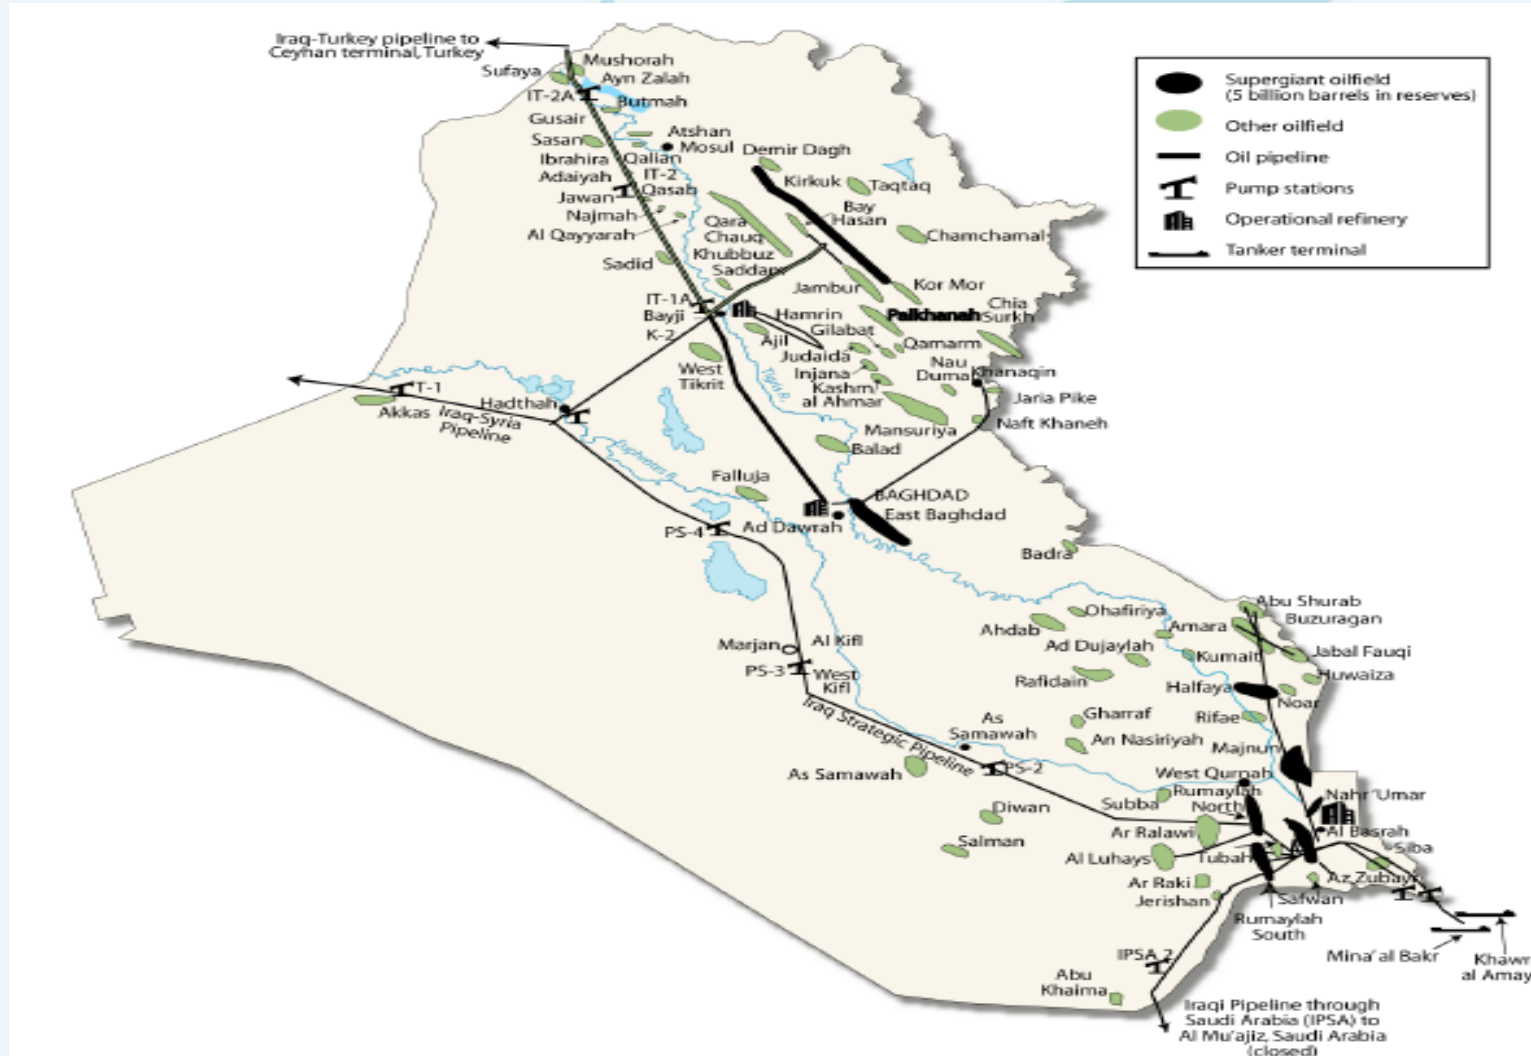 Iraq-Turkey pipeline to
Ceyhan terminal, Turkey
Supergiant oilfield
(5 billion barrels in reserves)
Other oilfield
Oil pipeline
Pump stations
Operational refinery
Tanker terminal
Mushorah
Sufaya
Ayn Zalah
IT-2A
Butmah
Gusair
Atshan
Sasan
Mosul
Demir Dagh
Ibrahira
Qalian
Adaiyah
IT-2
Kirkuk
Taqtaq
Jawan
Qasab
Najmah
Bay
Hasan
Qara
Chauq
Al Qayyarah
Chamchamal
Khubbuz
Sadid
Saddam
Jambur
Kor Mor
IT-1A
Bayji
Hamrin
Palkhanah
Chia
Surkh
K-2
Ajil
Gilabat
Qamarm
Judaida
West
Tikrit
Injana
Nau
Duma
Khanaqin
Kashm
al Ahmar
Jaria Pike
T-1
Akkas
Hadthah
Iraq-Syria
Pipeline
Tigris R.
Mansuriya
Naft Khaneh
Balad
Euphrates R.
Falluja
BAGHDAD
East Baghdad
PS-4
Ad Dawrah
Badra
Abu Shurab
Dhafiriya
Buzuragan
Ahdab
Amara
Marjan
Al Kifl
Ad Dujaylah
Kumait
Jabal Fauqi
PS-3
West
Kifl
Rafidain
Halfaya
Huwaiza
Noar
Iraq Strategic Pipeline
As
Samawah
Gharraf
Rifae
An Nasiriyah
Majnun
As Samawah
PS-2
West Qurnah
Subba
Rumaylah
North
Nahr 'Umar
Diwan
Ar Ralawi
Al Basrah
Salman
Al Luhays
Tubah
Siba
Ar Raki
Az Zubayr
Jerishan
Safwan
Rumaylah
South
IPSA 2
Mina' al Bakr
Khawr
al Amay
Abu
Khaima
Iraqi Pipeline through
Saudi Arabia (IPSA) to
Al Mu'ajiz, Saudi Arabia
(closed)